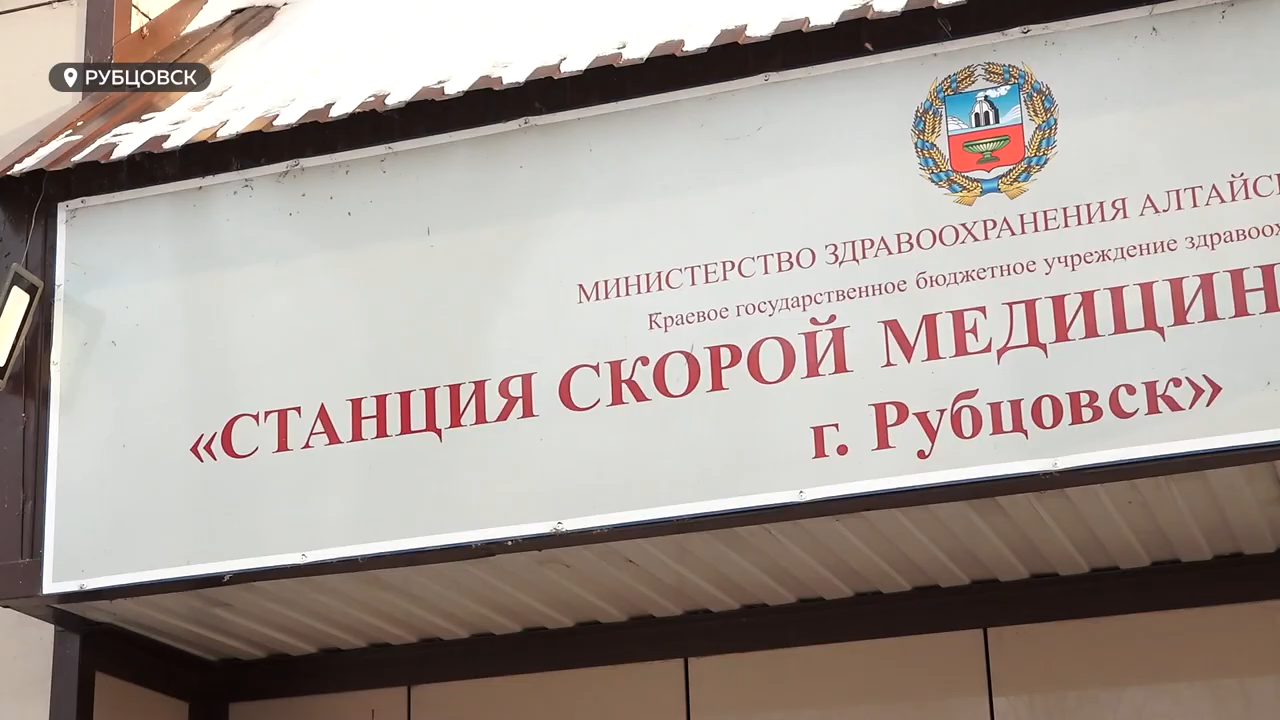 РУБЦОВСК
МИНИСТЕРСТВО ЗДРАВООХРАНЕНИЯ АЛТАЙС
Краевое государственное бюджетное учреждение здравоох
«СТАНЦИЯ СКОРОЙ МЕДИЦИН
г. Рубцовск»